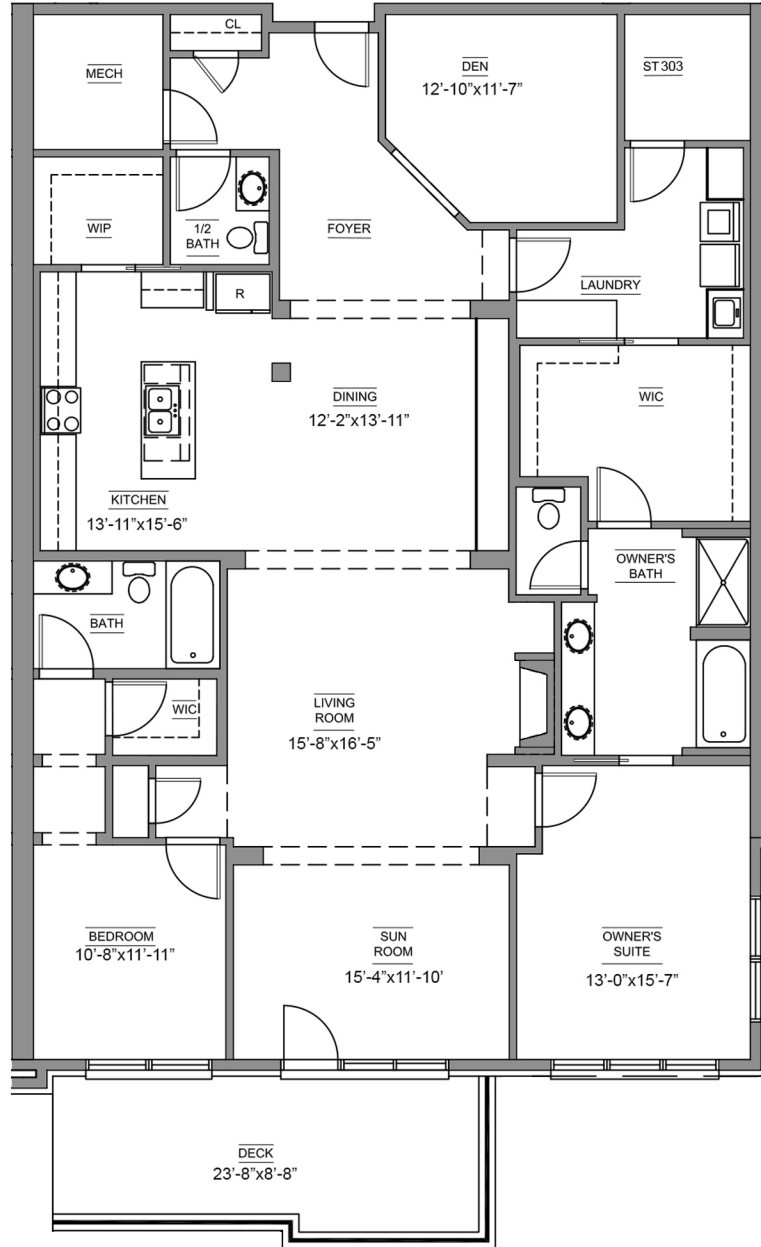 CL
MECH
DEN
12'-10"x11'-7"
ST 303
WIP
1/2
BATH
FOYER
LAUNDRY
R
DINING
12'-2"x13'-11"
WIC
KITCHEN
13'-11"x15'-6"
OWNER'S
BATH
BATH
WIC
LIVING
ROOM
15'-8"x16'-5"
BEDROOM
10'-8"x11'-11"
SUN
ROOM
15'-4"x11'-10'
OWNER'S
SUITE
13'-0"x15'-7"
DECK
23'-8"x8'-8"